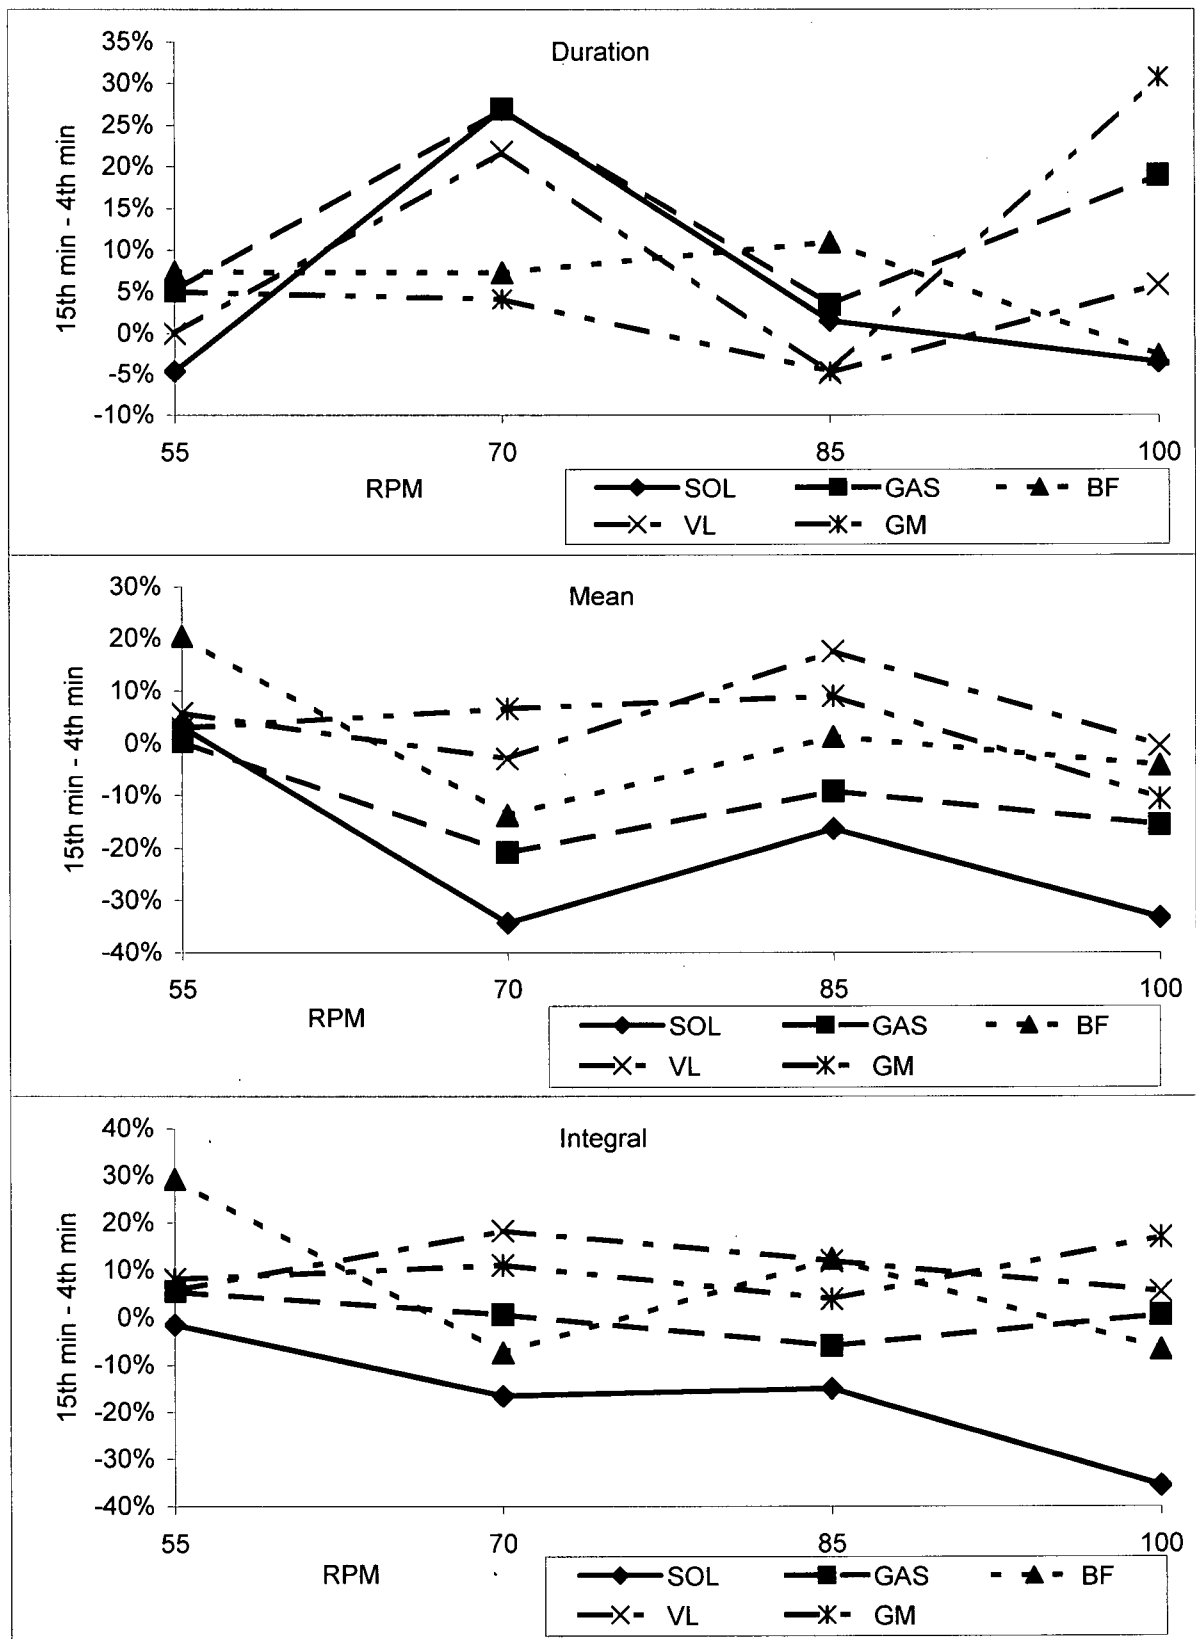 Duration
35%
30%
25%
20%
15%
10%
5%
0%
-5%
-10%
15th min - 4th min
55 70 85 100
RPM
SOL GAS BF
VL GM
Mean
30%
20%
10%
0%
-10%
-20%
-30%
-40%
15th min - 4th min
55 70 85 100
RPM
SOL GAS BF
VL GM
Integral
40%
30%
20%
10%
0%
-10%
-20%
-30%
-40%
15th min - 4th min
55 70 85 100
RPM
SOL GAS BF
VL GM